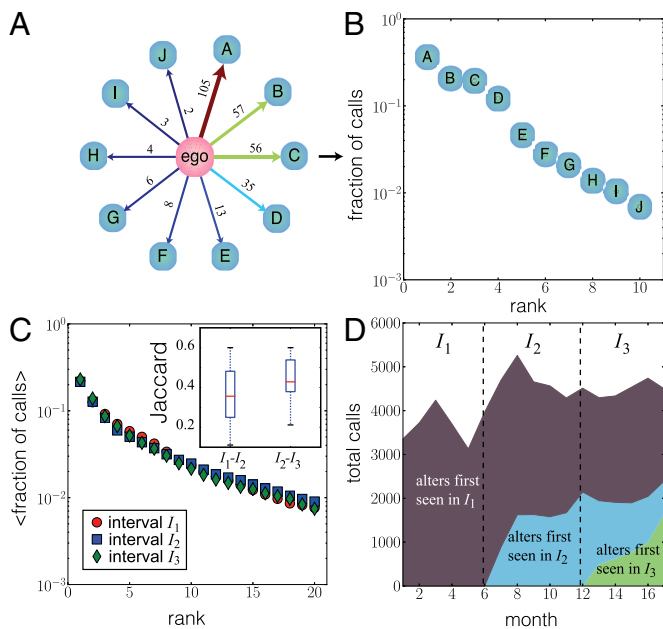 A
J
A
I
B
H
ego
C
G
D
F
E
105
57
56
35
13
8
6
4
3
2
B
fraction of calls
10^0
10^-1
10^-2
10^-3
A
B
C
D
E
F
G
H
I
J
0 2 4 6 8 10
rank
C
<fraction of calls>
10^0
10^-1
10^-2
10^-3
Jaccard
0.6
0.4
0.2
I1-I2 I2-I3
interval I1
interval I2
interval I3
0 5 10 15 20
rank
D
total calls
6000
5000
4000
3000
2000
1000
0
I1 I2 I3
alters first
seen in I1
alters first
seen in I2
alters first
seen in I3
2 4 6 8 10 12 14 16
month